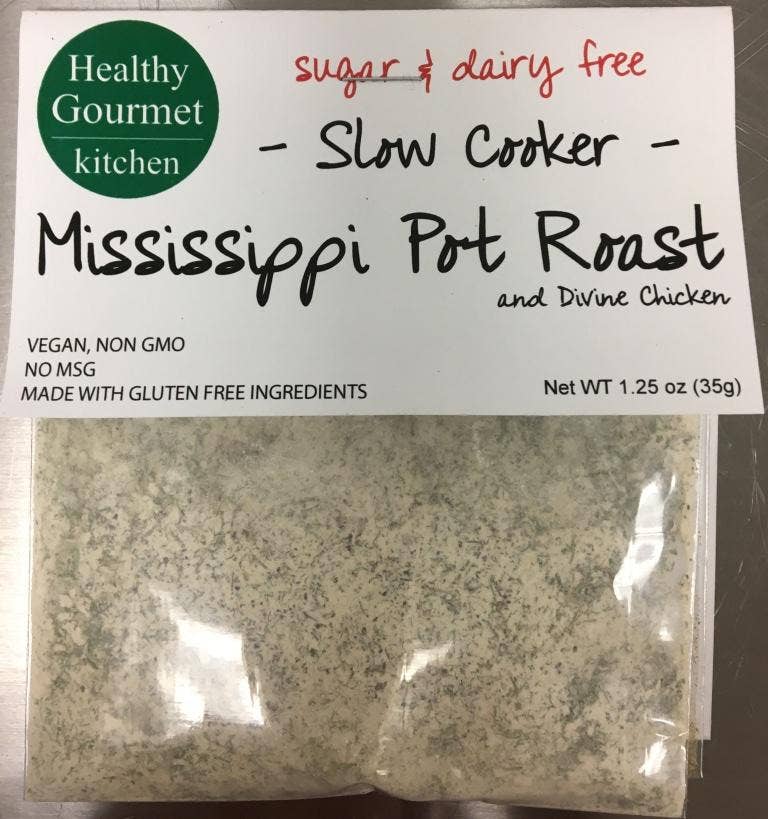 Healthy
Gourmet
kitchen
sugar & dairy free
- Slow Cooker -
Mississippi Pot Roast
and Divine Chicken
VEGAN, NON GMO
NO MSG
MADE WITH GLUTEN FREE INGREDIENTS
Net WT 1.25 oz (35g)